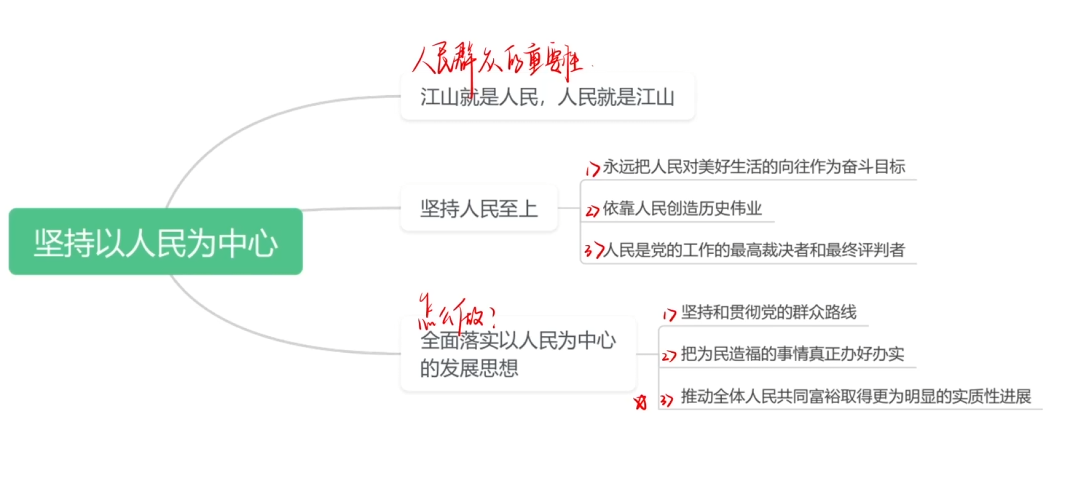 人民群众的重要性
江山就是人民，人民就是江山
坚持以人民为中心
坚持人民至上
1）永远把人民对美好生活的向往作为奋斗目标
2）依靠人民创造历史伟业
3）人民是党的工作的最高裁决者和最终评判者
怎么做？
全面落实以人民为中心
的发展思想
1）坚持和贯彻党的群众路线
2）把为民造福的事情真正办好办实
3）推动全体人民共同富裕取得更为明显的实质性进展